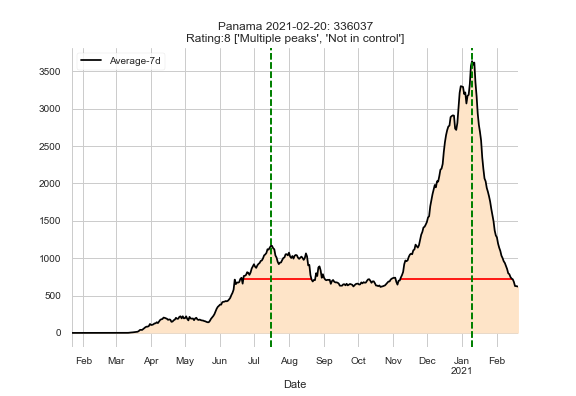 Panama 2021-02-20: 336037
Rating:8 ['Multiple peaks', 'Not in control']
Average-7d
3500
3000
2500
2000
1500
1000
500
0
Feb Mar Apr May Jun Jul Aug Sep Oct Nov Dec Jan Feb
2021
Date